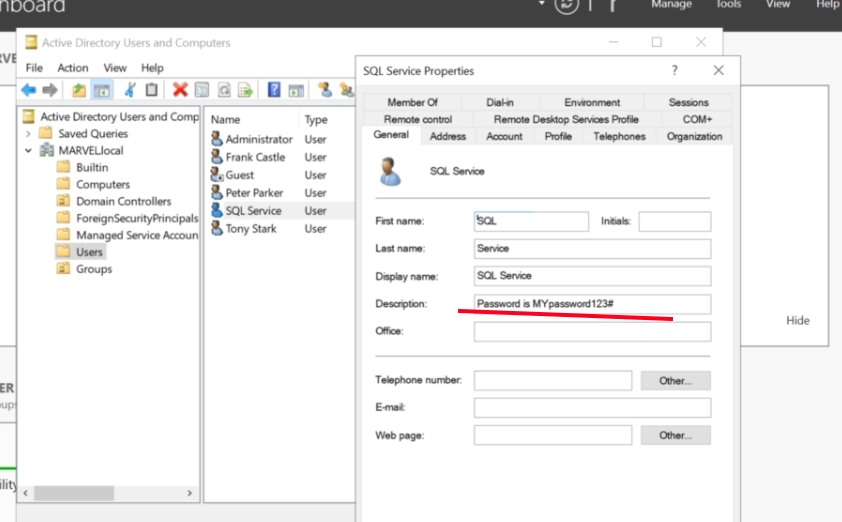 Manage Tools View Help
Active Directory Users and Computers
File Action View Help
Active Directory Users and Comp
Saved Queries
MARVEL.local
Builtin
Computers
Domain Controllers
ForeignSecurityPrincipals
Managed Service Accoun
Users
Groups
Name Type
Administrator User
Frank Castle User
Guest User
Peter Parker User
SQL Service User
Tony Stark User
SQL Service Properties
Member Of Dial-in Environment Sessions
Remote control Remote Desktop Services Profile COM+
General Address Account Profile Telephones Organization
SQL Service
First name: SQL Initials:
Last name: Service
Display name: SQL Service
Description: Password is MYpassword123#
Office:
Telephone number: Other...
E-mail:
Web page: Other...
Hide